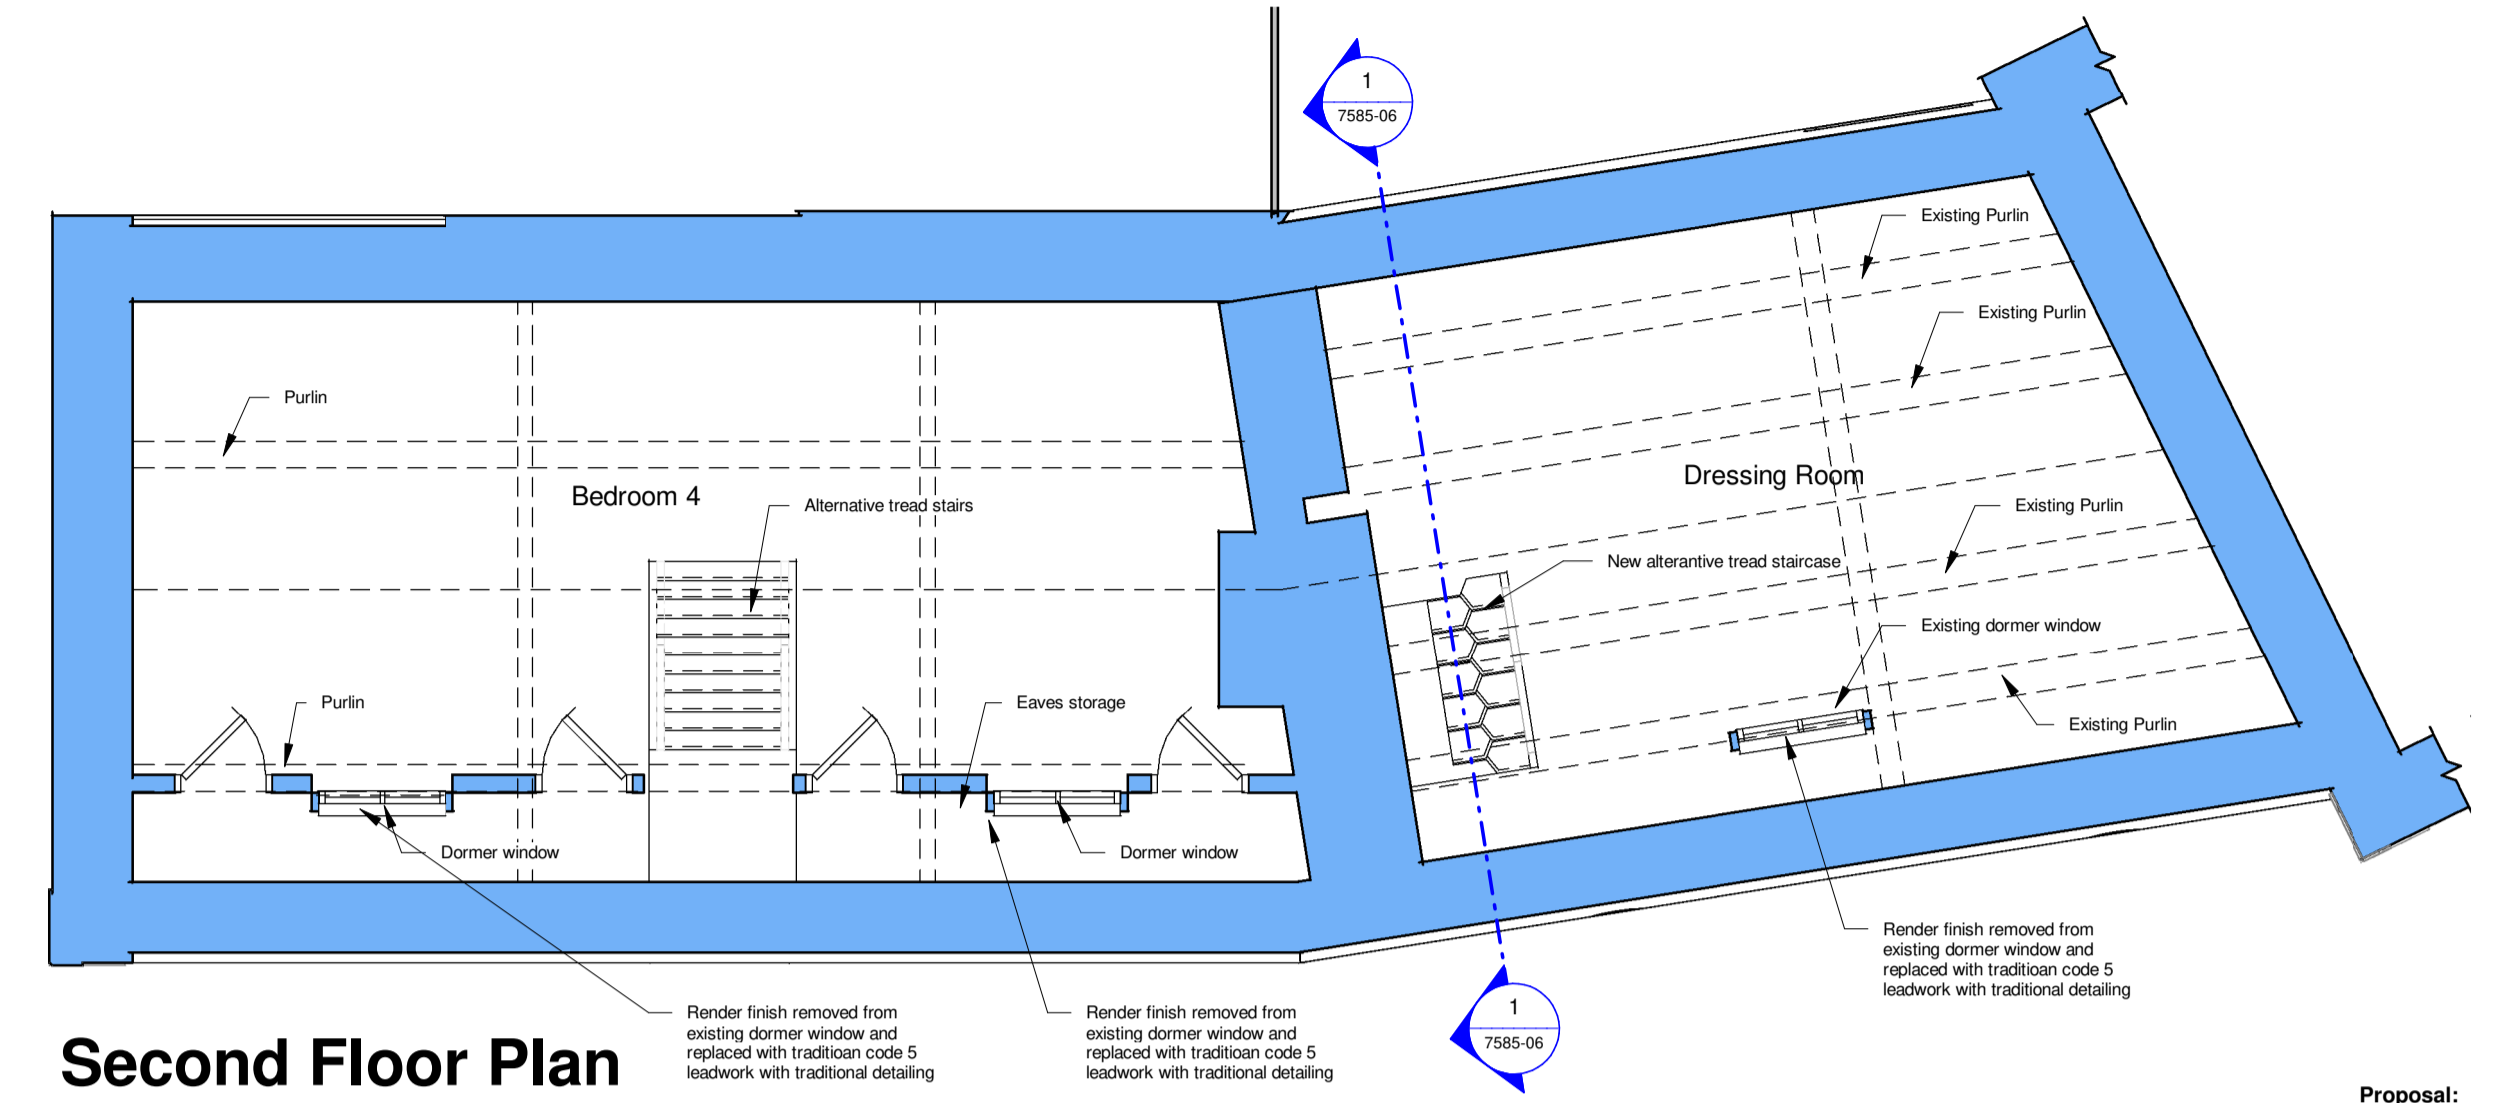 1
7585-06
Existing Purlin
Existing Purlin
Purlin
Dressing Room
Bedroom 4
Alternative tread stairs
Existing Purlin
New alterantive tread staircase
Existing dormer window
Purlin
Eaves storage
Existing Purlin
Dormer window
Dormer window
Render finish removed from
existing dormer window and
replaced with traditioan code 5
leadwork with traditional detailing
Render finish removed from
existing dormer window and
replaced with traditioan code 5
leadwork with traditional detailing
Render finish removed from
existing dormer window and
replaced with traditioan code 5
leadwork with traditional detailing
1
7585-06
Second Floor Plan
Proposal: